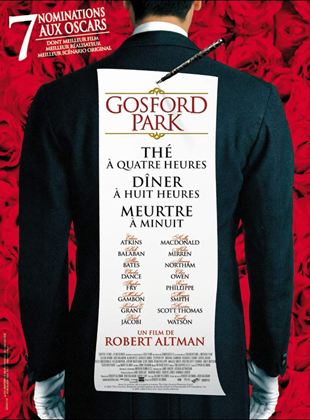 7 NOMINATIONS
AUX OSCARS
DONT MEILLEUR FILM
MEILLEUR RÉALISATEUR
MEILLEUR SCÉNARIO ORIGINAL
GOSFORD
PARK
THÉ
À QUATRE HEURES
DÎNER
À HUIT HEURES
MEURTRE
À MINUIT
ATKINS MACDONALD
BALABAN MIRREN
BATES NORTHAM
DANCE OWEN
FRY PHILLIPPE
GAMBON SMITH
GRANT SCOTT THOMAS
JACOBI WATSON
UN FILM DE
ROBERT ALTMAN